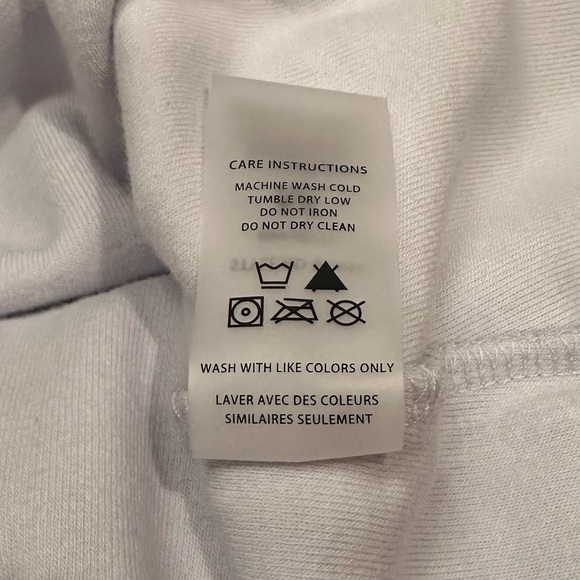 CARE INSTRUCTIONS
MACHINE WASH COLD
TUMBLE DRY LOW
DO NOT IRON
DO NOT DRY CLEAN
WASH WITH LIKE COLORS ONLY
LAVER AVEC DES COULEURS
SIMILAIRES SEULEMENT